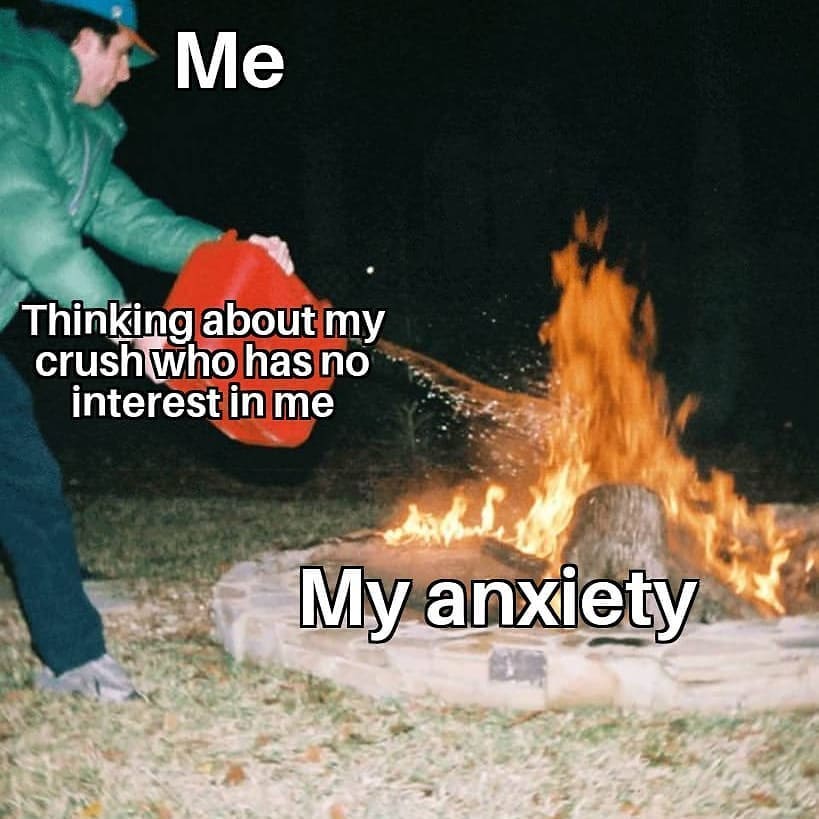 Me
Thinking about my
crush who has no
interest in me
My anxiety